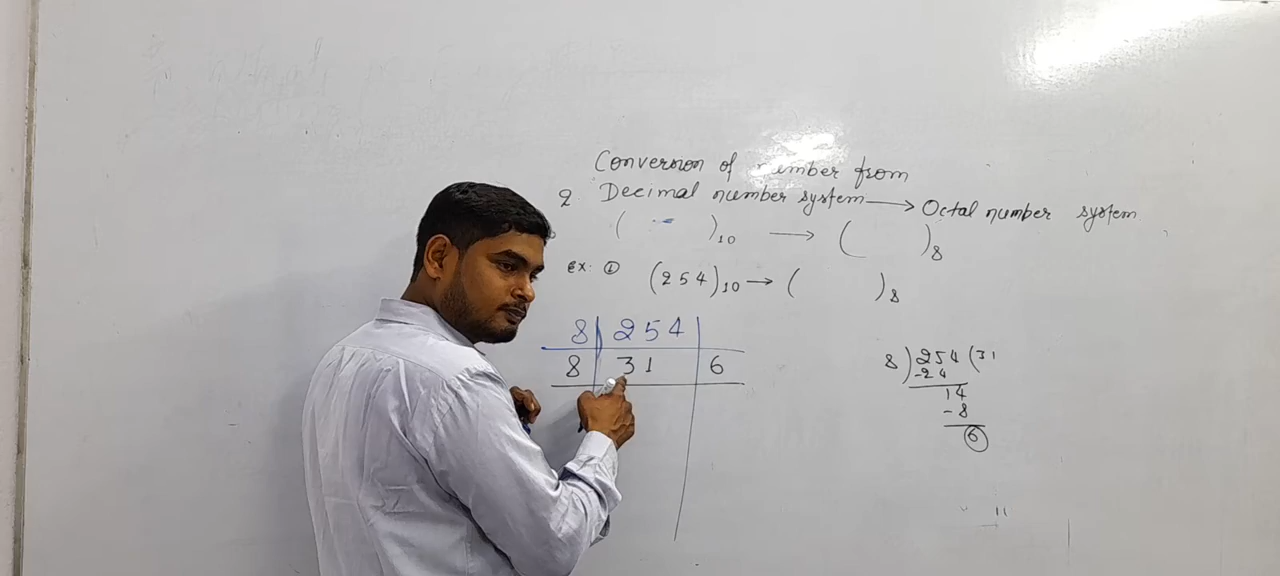 Conversion of number from
2. Decimal number system → Octal number system
( )10 → ( )8
Ex: ① (254)10 → ( )8
8 | 254 |
8 | 31 | 6
8 ) 254 ( 31
-24
14
-8
6